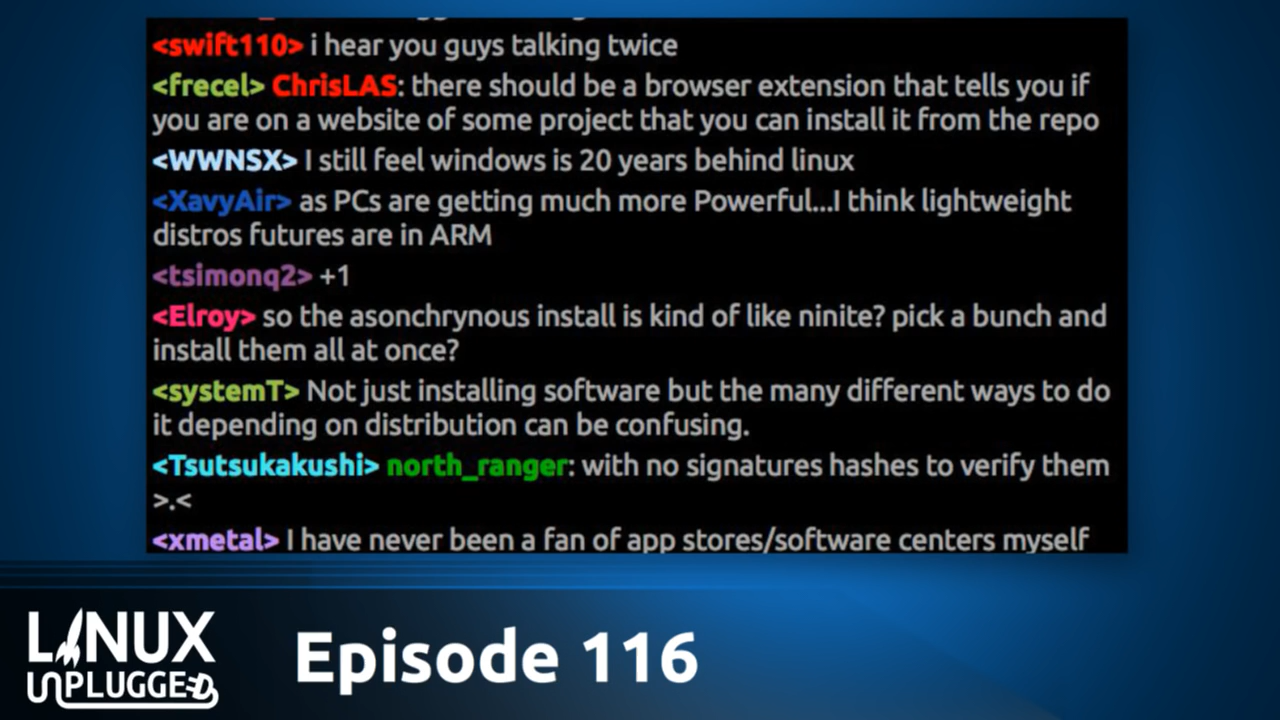 <swift110> i hear you guys talking twice
<frecel> ChrisLAS: there should be a browser extension that tells you if
you are on a website of some project that you can install it from the repo
<WWNSX> I still feel windows is 20 years behind linux
<XavyAir> as PCs are getting much more Powerful...I think lightweight
distros futures are in ARM
<tsimonq2> +1
<Elroy> so the asonchrynous install is kind of like ninite? pick a bunch and
install them all at once?
<systemT> Not just installing software but the many different ways to do
it depending on distribution can be confusing.
<Tsutsukakushi> north_ranger: with no signatures hashes to verify them
>.<
<xmetal> I have never been a fan of app stores/software centers myself
LINUX
UNPLUGGED
Episode 116